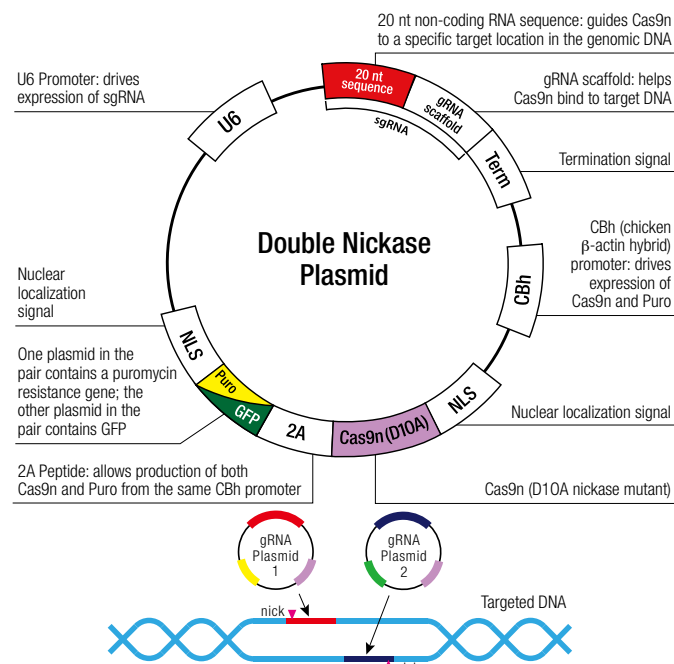 20 nt non-coding RNA sequence: guides Cas9n
to a specific target location in the genomic DNA
U6 Promoter: drives
expression of sgRNA
gRNA scaffold: helps
Cas9n bind to target DNA
20 nt
sequence
gRNA
scaffold
sgRNA
U6
Term
Termination signal
Double Nickase
Plasmid
CBh (chicken
β-actin hybrid)
promoter: drives
expression of
Cas9n and Puro
CBh
Nuclear
localization
signal
NLS
One plasmid in the
pair contains a puromycin
resistance gene; the
other plasmid in the
pair contains GFP
Puro
GFP
2A
Cas9n (D10A)
NLS
Nuclear localization signal
2A Peptide: allows production of both
Cas9n and Puro from the same CBh promoter
Cas9n (D10A nickase mutant)
gRNA
Plasmid
1
gRNA
Plasmid
2
nick
Targeted DNA